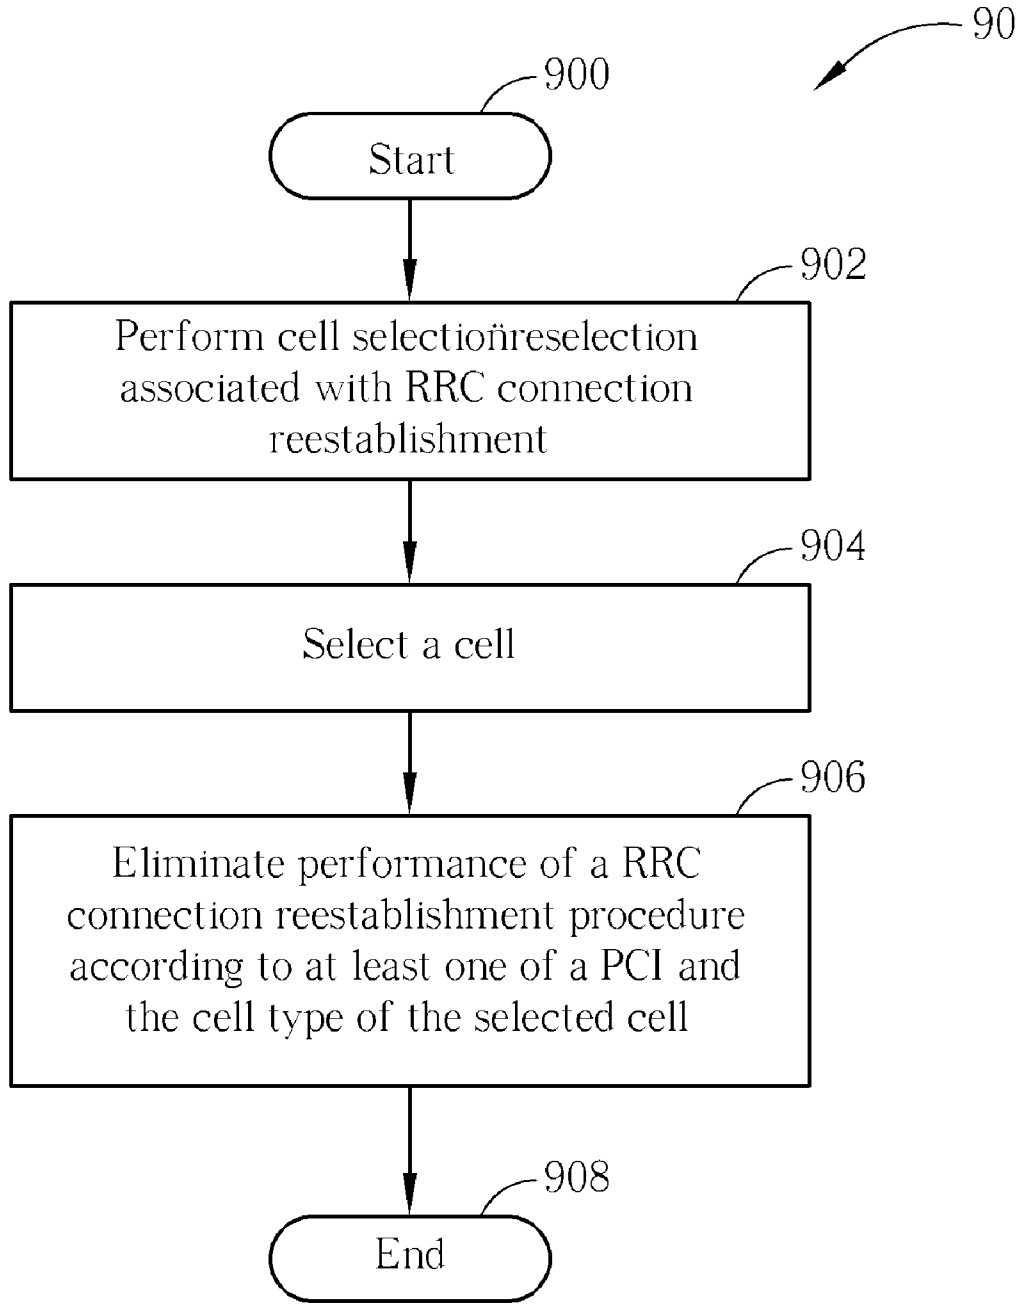 90
900
Start
902
Perform cell selectionreselection
associated with RRC connection
reestablishment
904
Select a cell
906
Eliminate performance of a RRC
connection reestablishment procedure
according to at least one of a PCI and
the cell type of the selected cell
908
End